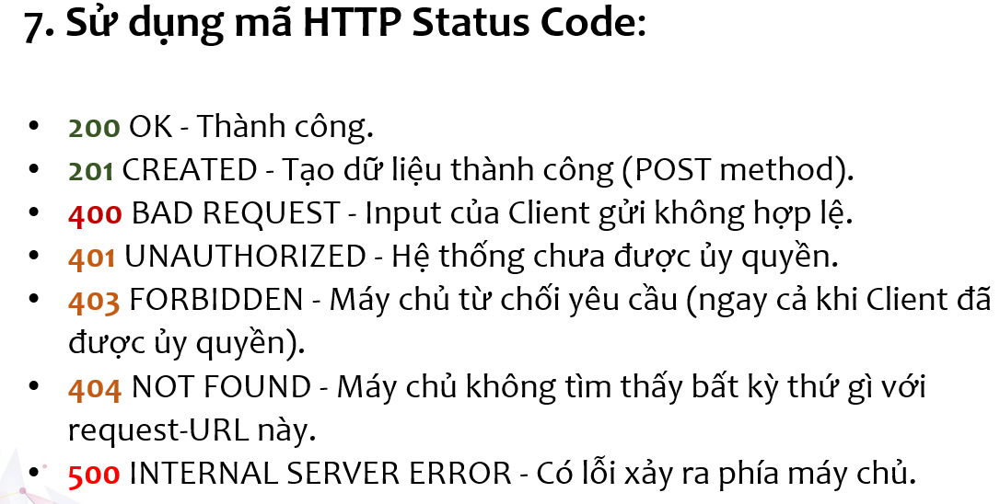 7. Sử dụng mã HTTP Status Code:
• 200 OK - Thành công.
• 201 CREATED - Tạo dữ liệu thành công (POST method).
• 400 BAD REQUEST - Input của Client gửi không hợp lệ.
• 401 UNAUTHORIZED - Hệ thống chưa được ủy quyền.
• 403 FORBIDDEN - Máy chủ từ chối yêu cầu (ngay cả khi Client đã
được ủy quyền).
• 404 NOT FOUND - Máy chủ không tìm thấy bất kỳ thứ gì với
request-URL này.
• 500 INTERNAL SERVER ERROR - Có lỗi xảy ra phía máy chủ.